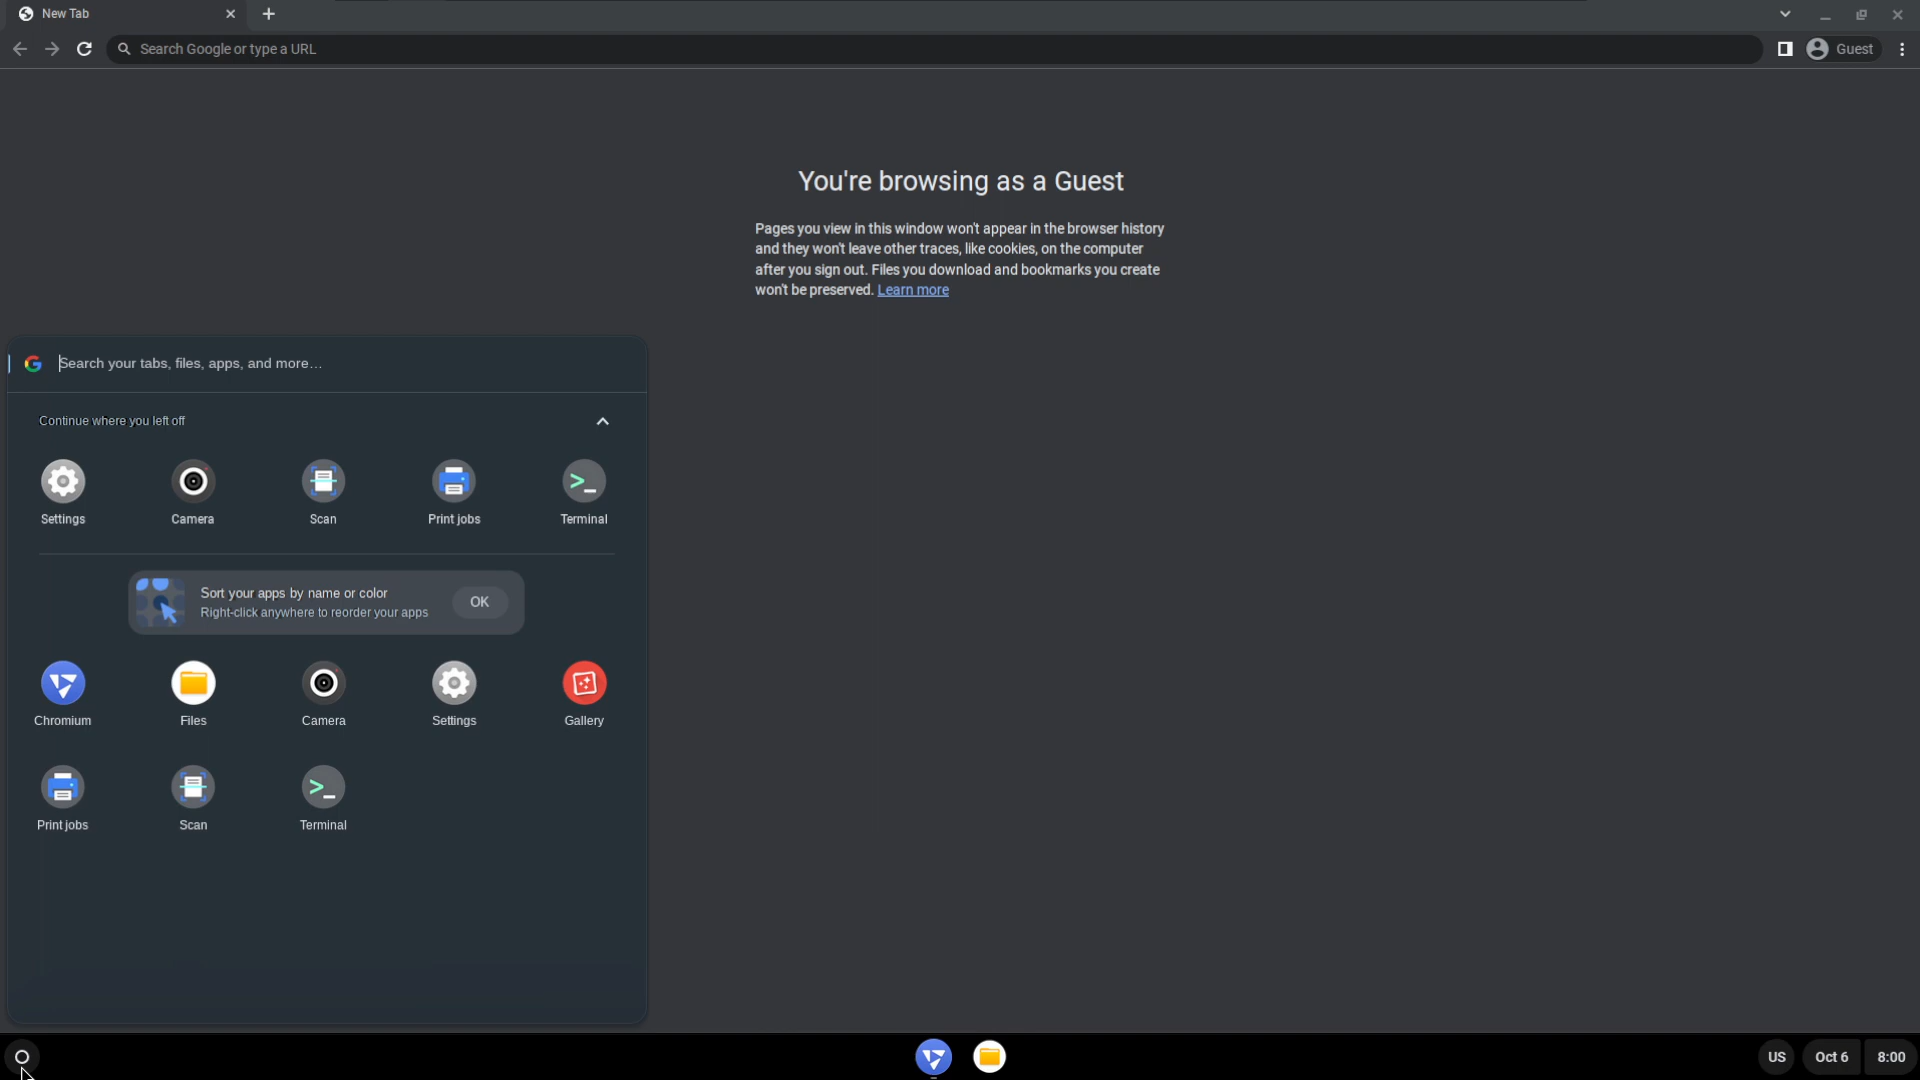 New Tab
Search Google or type a URL
Guest
You're browsing as a Guest
Pages you view in this window won't appear in the browser history
and they won't leave other traces, like cookies, on the computer
after you sign out. Files you download and bookmarks you create
won't be preserved. Learn more
Search your tabs, files, apps, and more…
Continue where you left off
Settings
Camera
Scan
Print jobs
Terminal
Sort your apps by name or color
Right-click anywhere to reorder your apps
OK
Chromium
Files
Camera
Settings
Gallery
Print jobs
Scan
Terminal
US
Oct 6
8:00